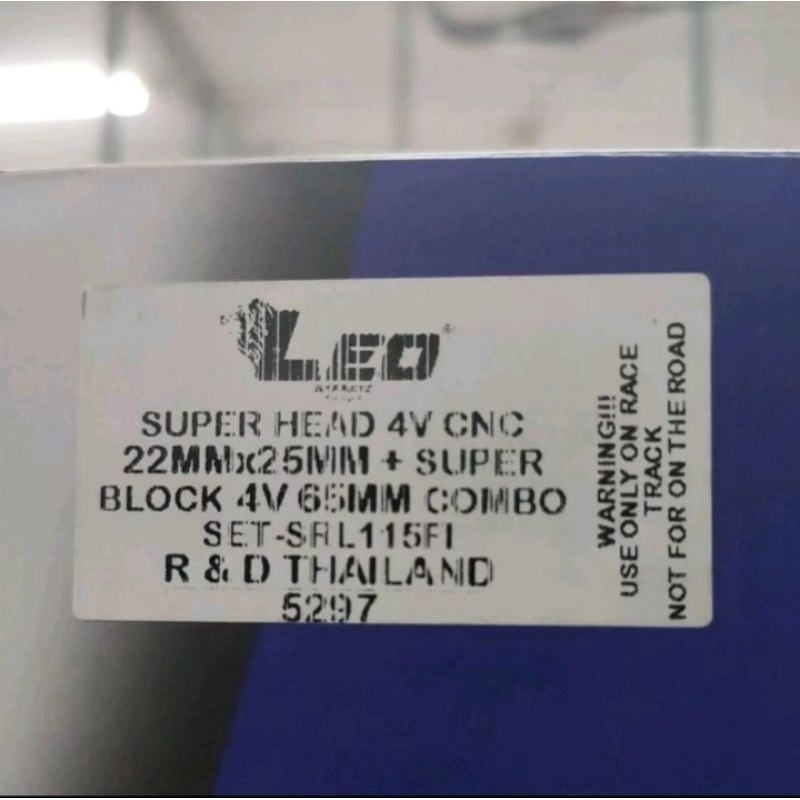 LEO
SUPER HEAD 4V CNC
22MMx25MM + SUPER
BLOCK 4V 65MM COMBO
SET-SRL115FI
R & D THAILAND
5297
WARNING!!!
USE ONLY ON RACE
TRACK
NOT FOR ON THE ROAD